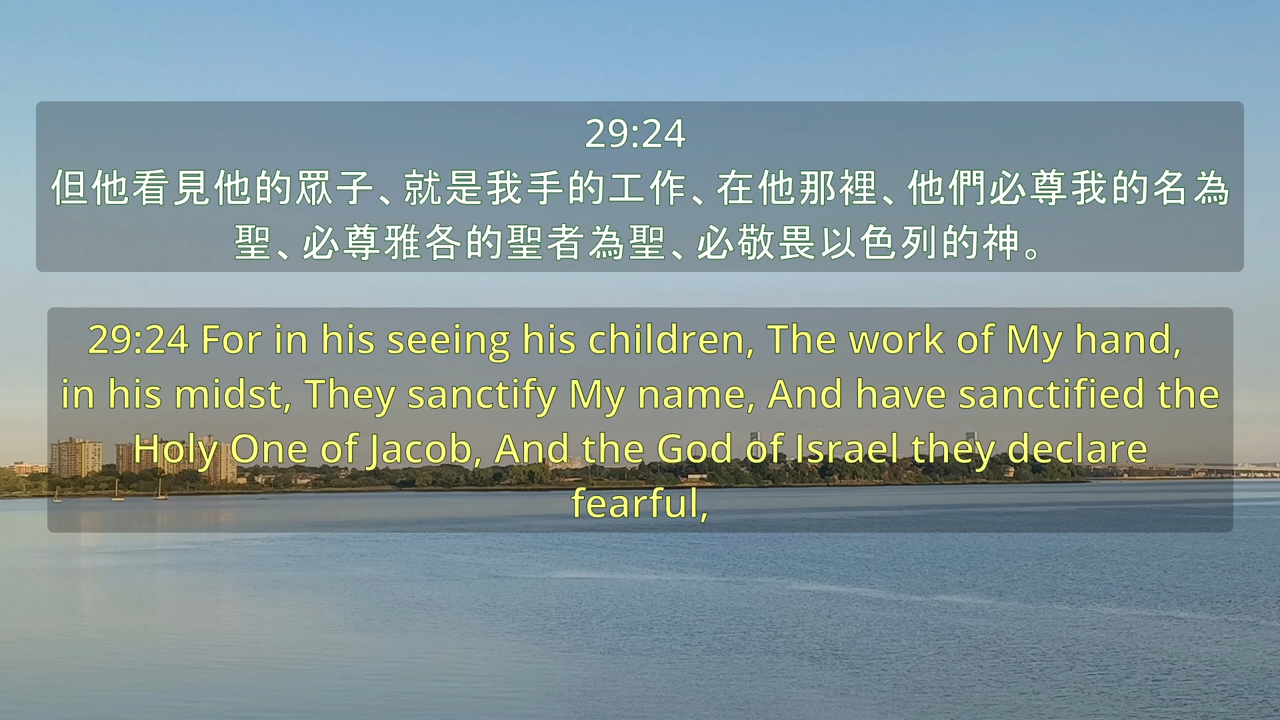 29:24
但他看見他的眾子、就是我手的工作、在他那裡、他們必尊我的名為
聖、必尊雅各的聖者為聖、必敬畏以色列的神。
29:24 For in his seeing his children, The work of My hand,
in his midst, They sanctify My name, And have sanctified the
Holy One of Jacob, And the God of Israel they declare
fearful,